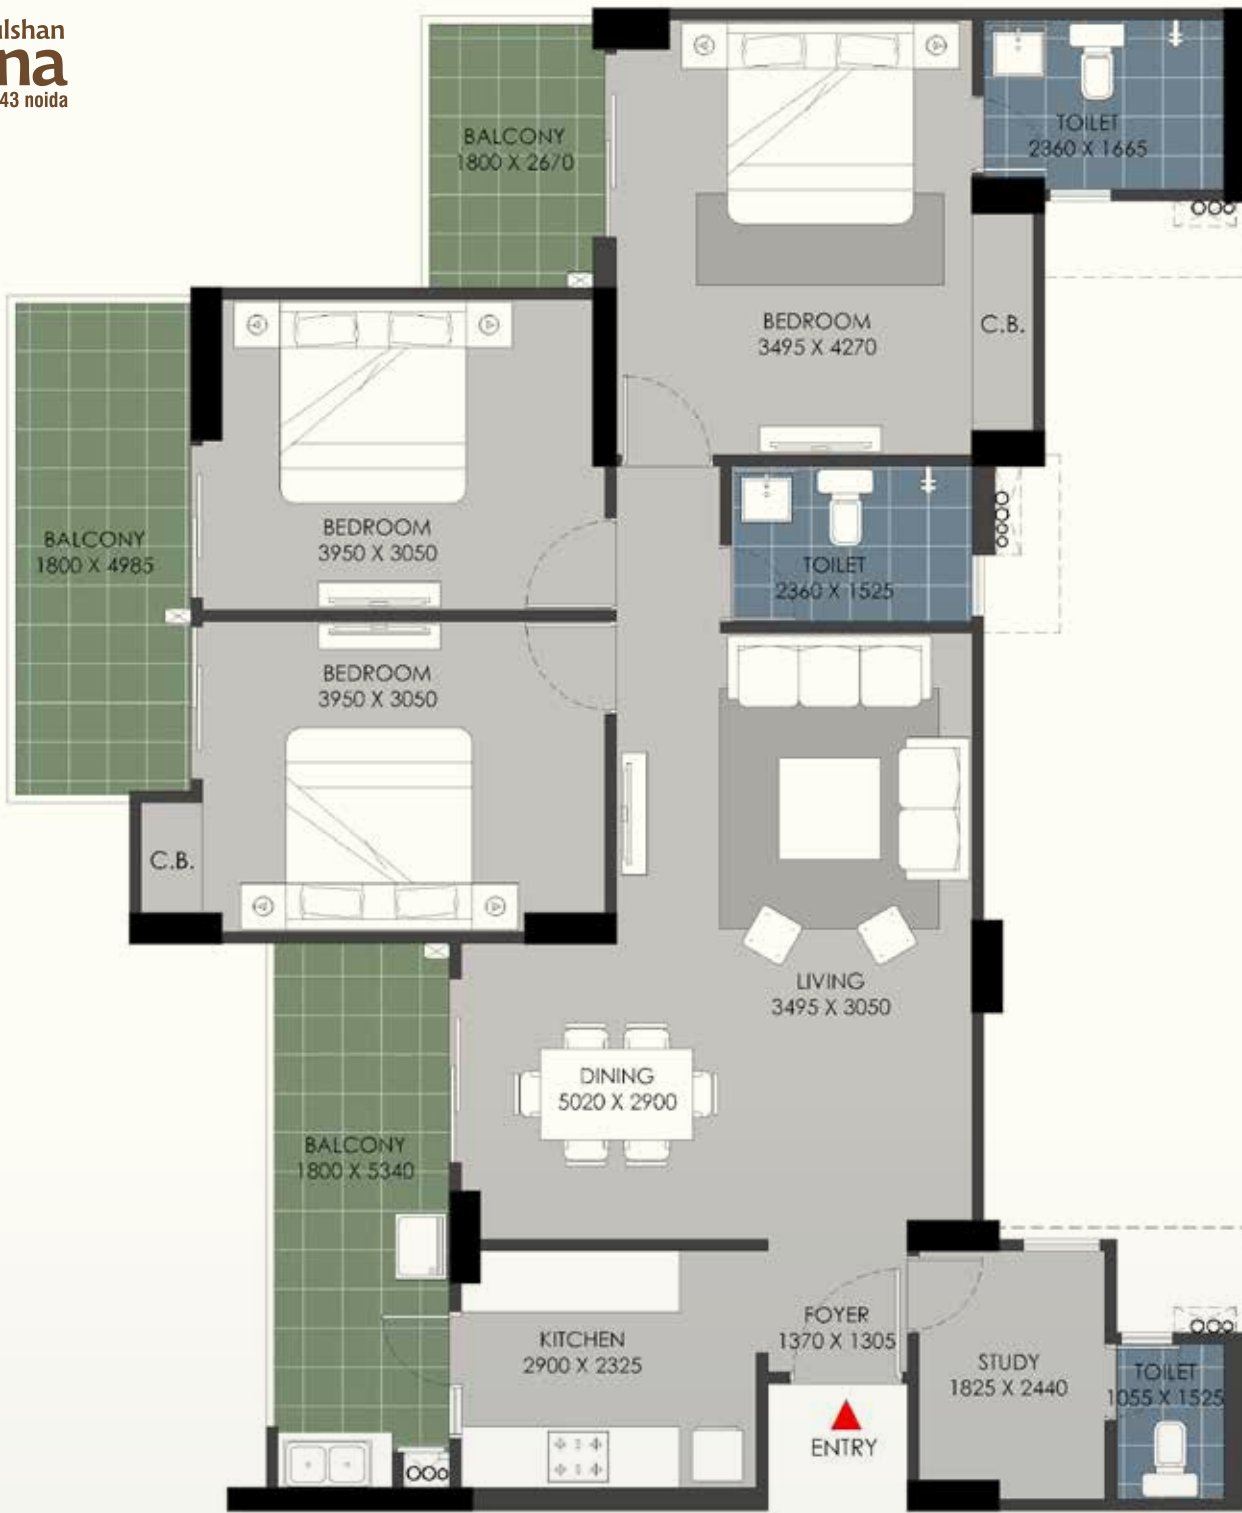 ulshan
na
43 noida
BALCONY
1800 X 2670
TOILET
2360 X 1665
BEDROOM
3495 X 4270
C.B.
BALCONY
1800 X 4985
BEDROOM
3950 X 3050
TOILET
2360 X 1525
BEDROOM
3950 X 3050
C.B.
LIVING
3495 X 3050
DINING
5020 X 2900
BALCONY
1800 X 5340
KITCHEN
2900 X 2325
FOYER
1370 X 1305
STUDY
1825 X 2440
TOILET
1055 X 1525
ENTRY